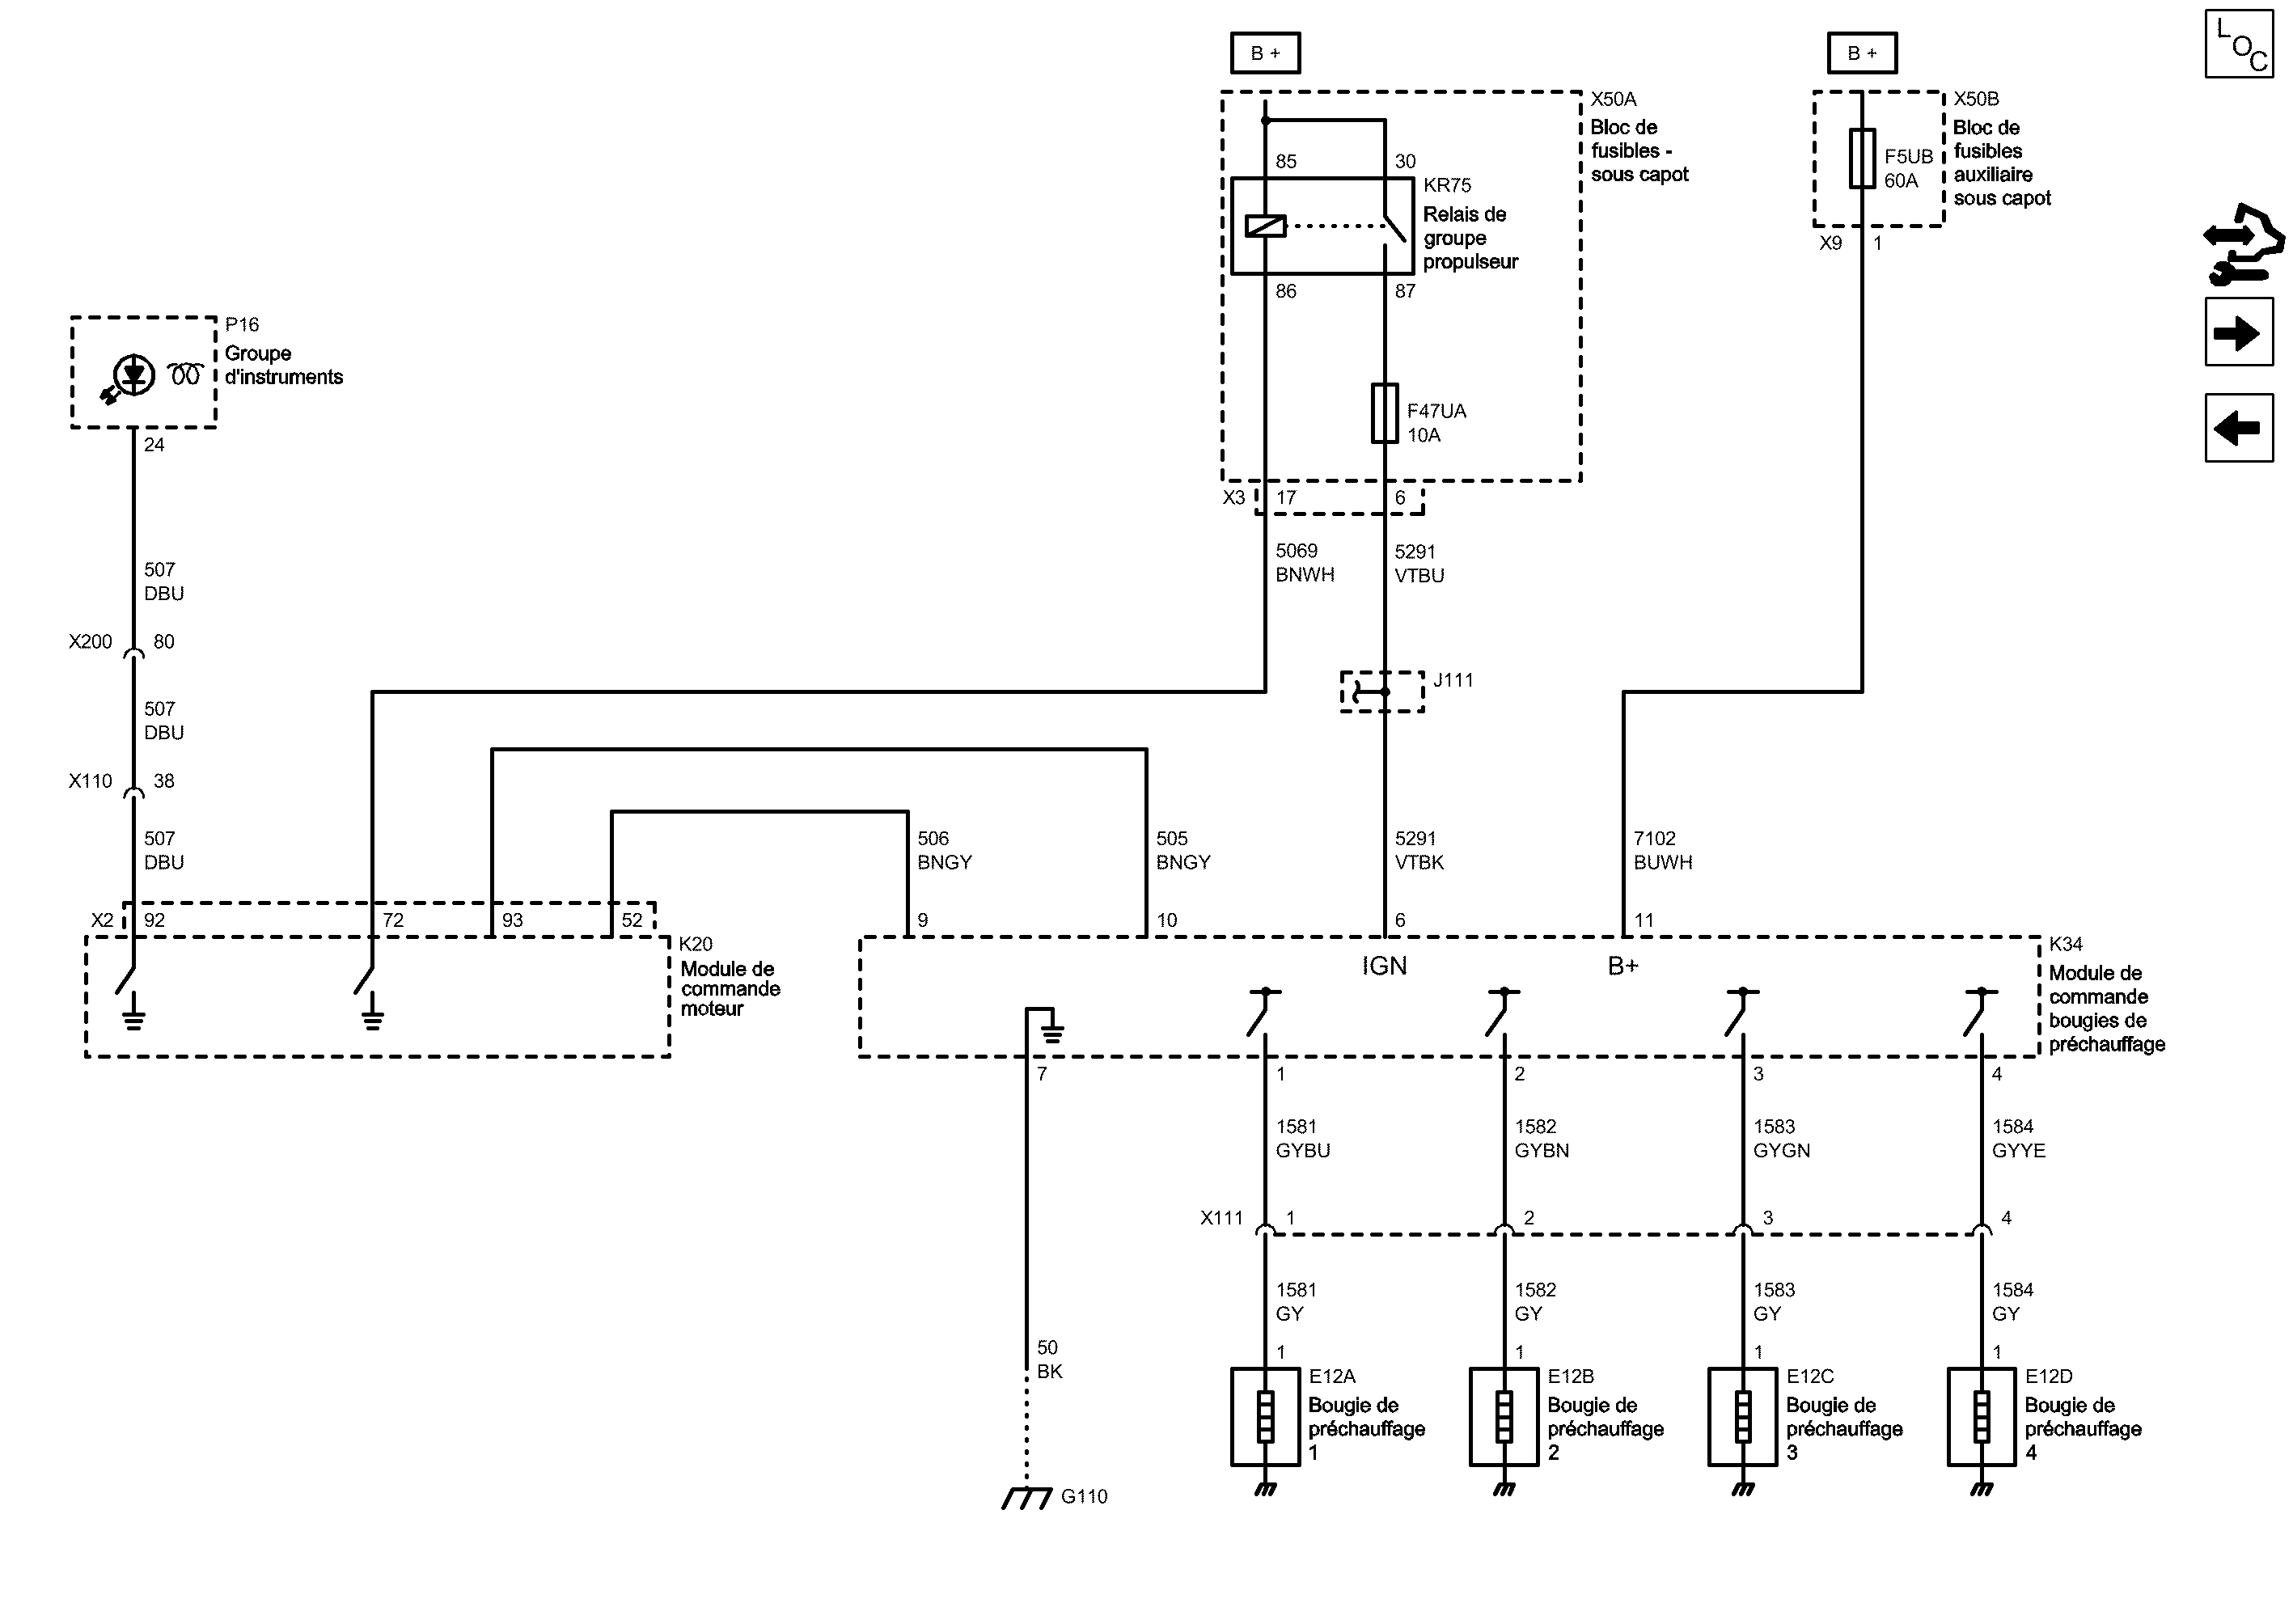 B +
B +
LOC
X50A
Bloc de
fusibles -
sous capot
85
30
KR75
Relais de
groupe
propulseur
86
87
F47UA
10A
X3
17
6
X50B
Bloc de
fusibles
auxiliaire
sous capot
F5UB
60A
X9
1
P16
Groupe
d'instruments
24
507
DBU
X200
80
507
DBU
X110
38
507
DBU
5069
BNWH
5291
VTBU
J111
506
BNGY
505
BNGY
5291
VTBK
7102
BUWH
X2
92
72
93
52
K20
Module de
commande
moteur
9
10
6
11
IGN
B+
K34
Module de
commande
bougies de
préchauffage
7
1
2
3
4
1581
GYBU
1582
GYBN
1583
GYGN
1584
GYYE
X111
1
2
3
4
1581
GY
1582
GY
1583
GY
1584
GY
50
BK
G110
1
E12A
Bougie de
préchauffage
1
1
E12B
Bougie de
préchauffage
2
1
E12C
Bougie de
préchauffage
3
1
E12D
Bougie de
préchauffage
4